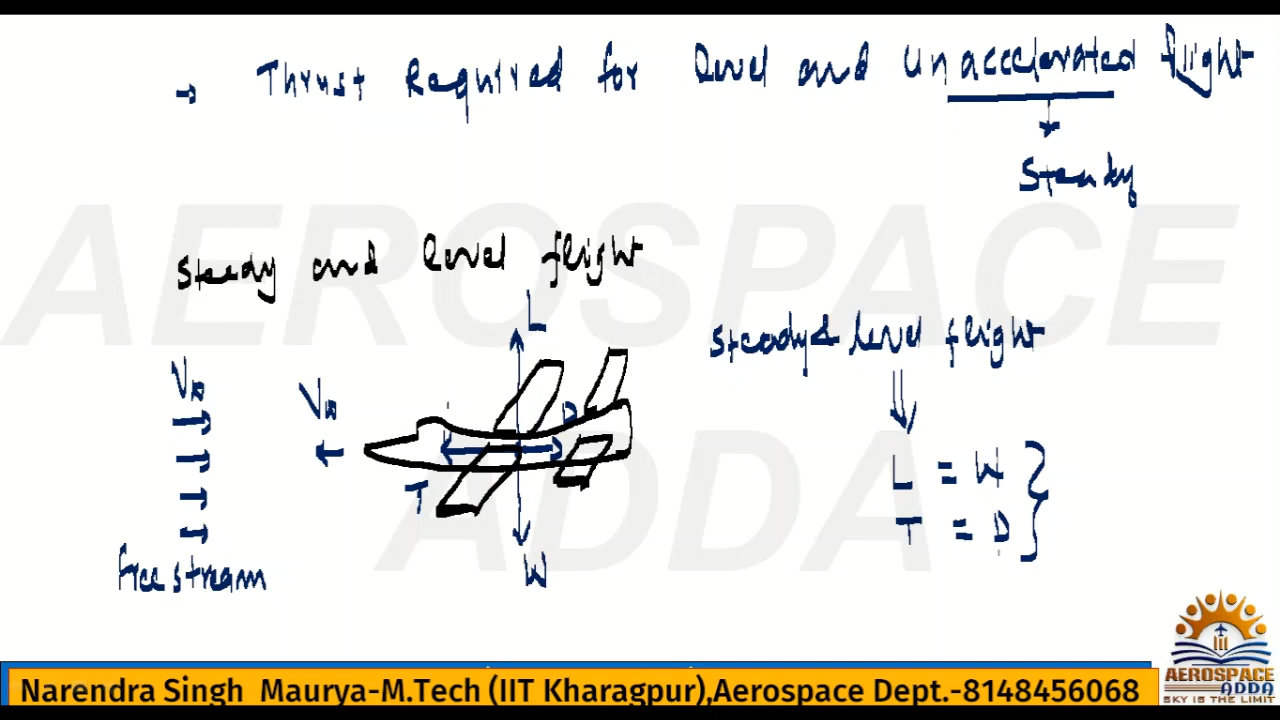 → Thrust Required for level and Unaccelerated flight
Steady
AEROSPACE
ADDA
steady and level flight
L
steady & level flight
V∞
V∞
D
T
L = W
T = D
W
free stream
AEROSPACE
ADDA
SKY IS THE LIMIT
Narendra Singh Maurya-M.Tech (IIT Kharagpur),Aerospace Dept.-8148456068